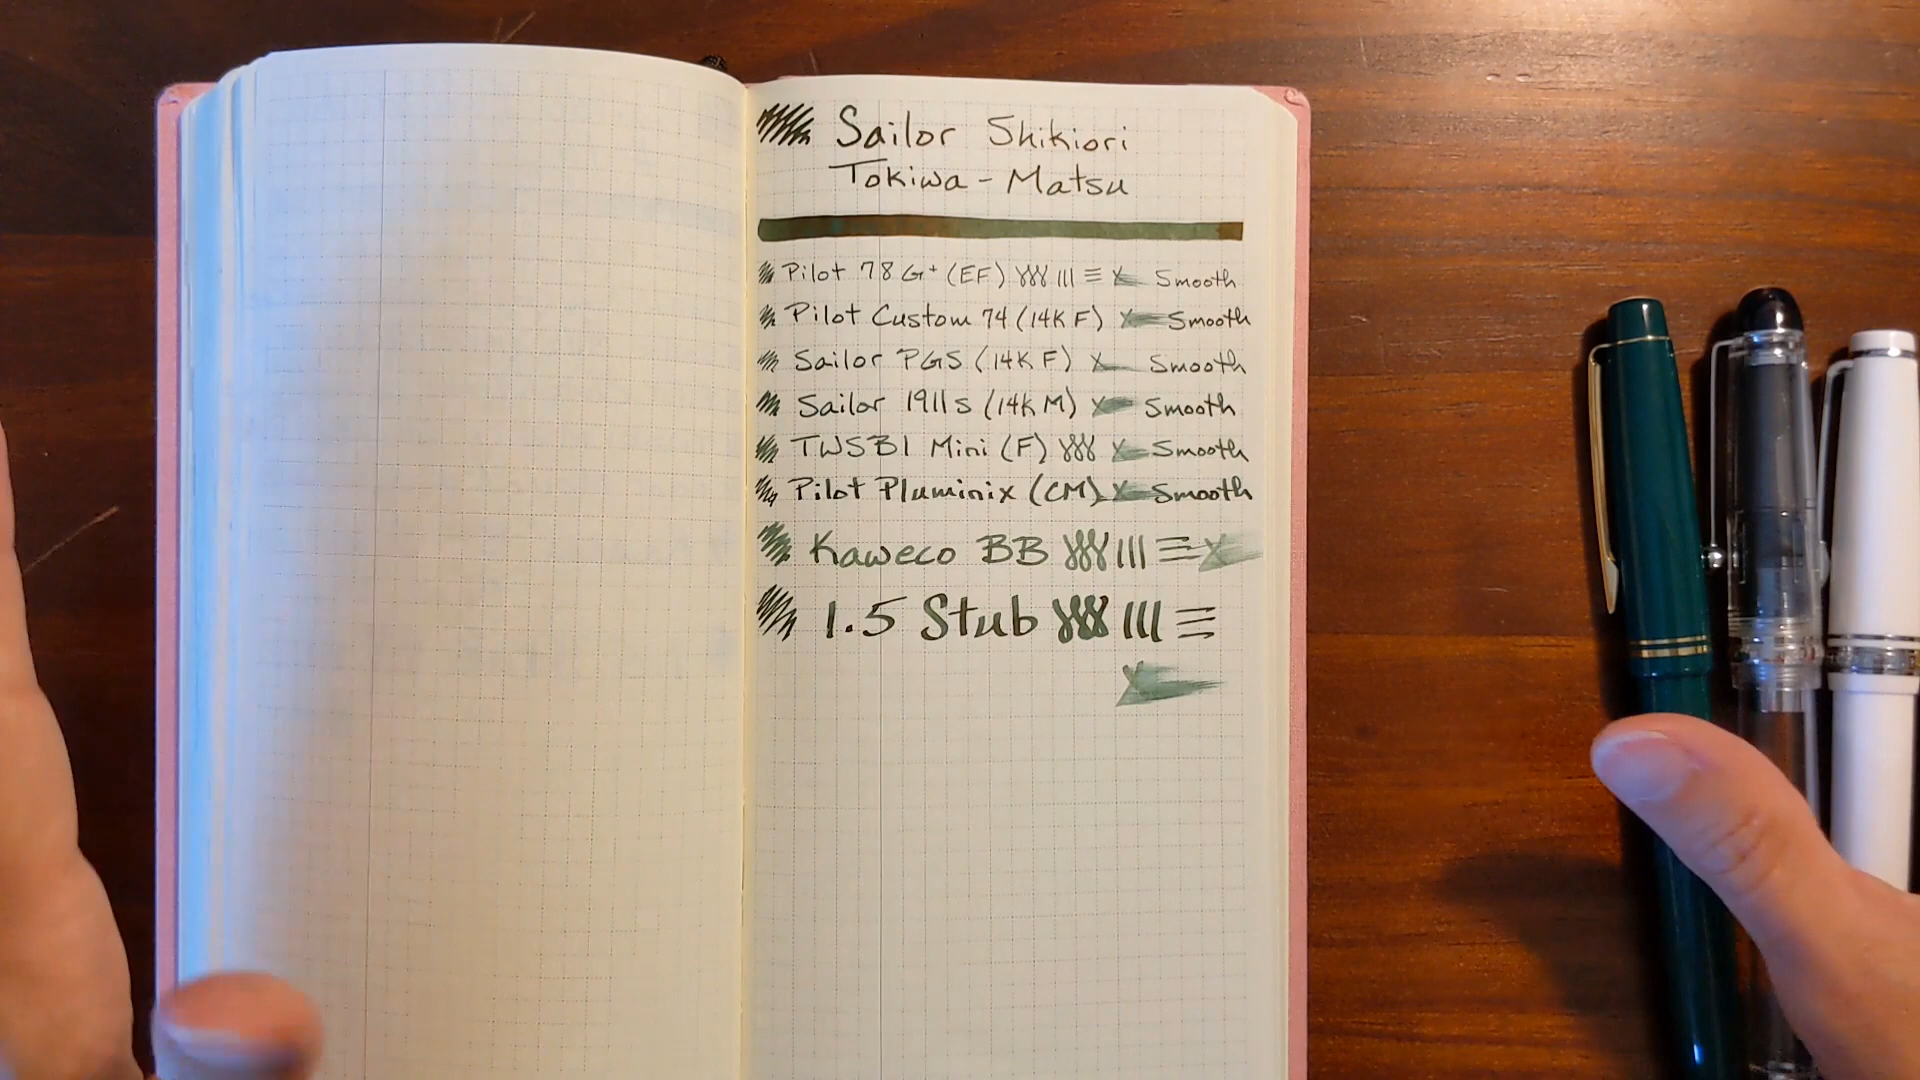 Sailor Shikiori
Tokiwa-Matsu
Pilot 78G+ (EF) Smooth
Pilot Custom 74 (14K F) Smooth
Sailor PGS (14K F) Smooth
Sailor 1911s (14K M) Smooth
TWSBI Mini (F) Smooth
Pilot Pluminix (CM) Smooth
Kaweco BB
1.5 Stub